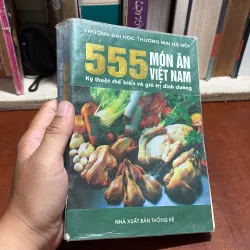 TRƯỜNG ĐẠI HỌC THƯƠNG MẠI HÀ NỘI
555 MÓN ĂN
VIỆT NAM
Kỹ thuật chế biến và giá trị dinh dưỡng
NHÀ XUẤT BẢN THỐNG KÊ